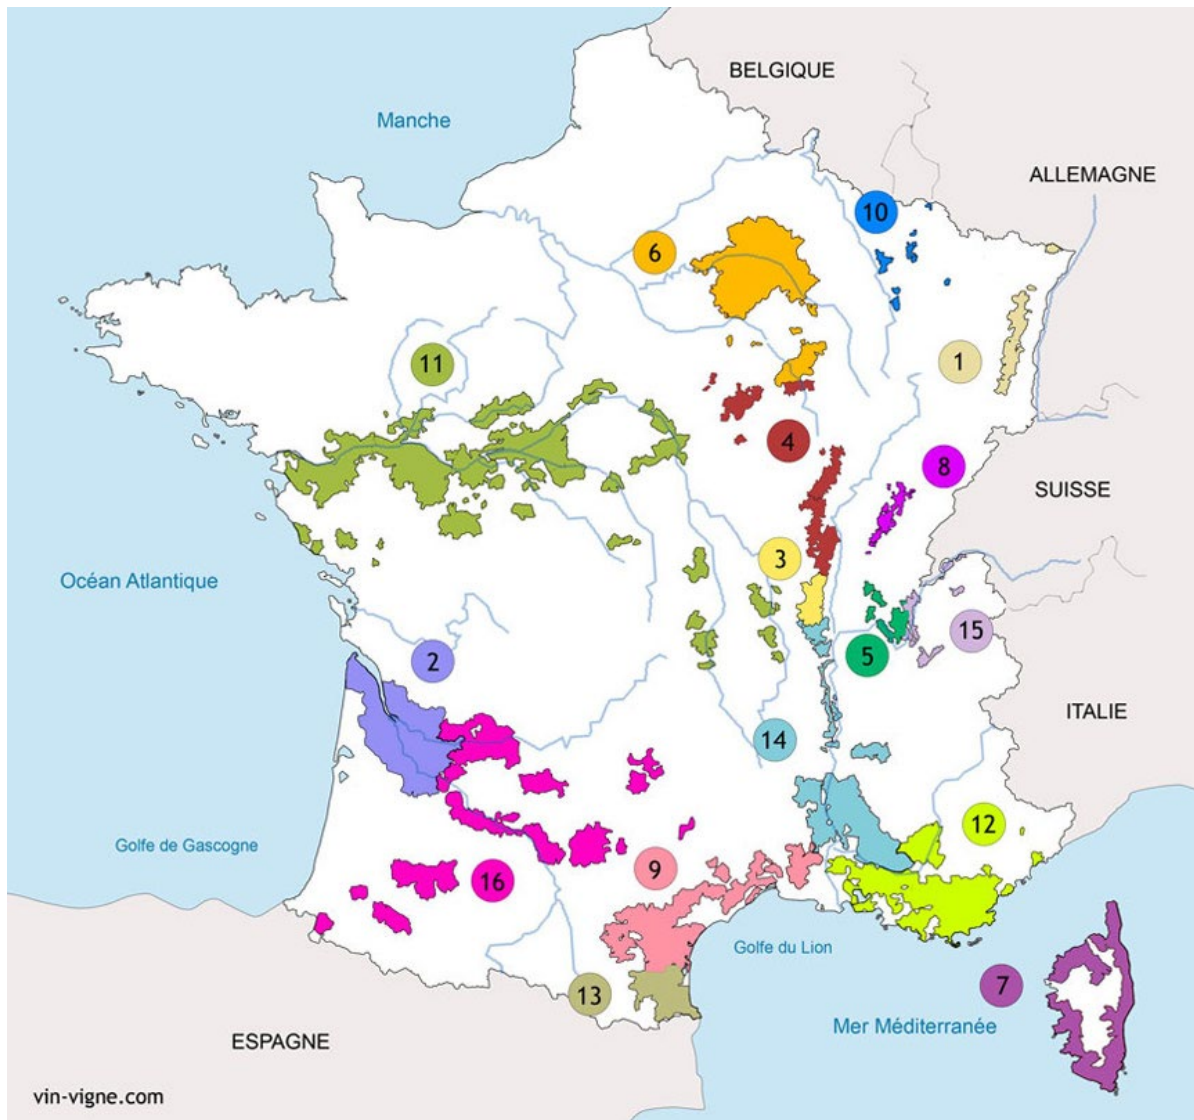 BELGIQUE
Manche
ALLEMAGNE
10
6
11
1
4
8
SUISSE
3
Océan Atlantique
15
5
2
ITALIE
14
12
Golfe de Gascogne
9
16
Golfe du Lion
7
13
Mer Méditerranée
ESPAGNE
vin-vigne.com